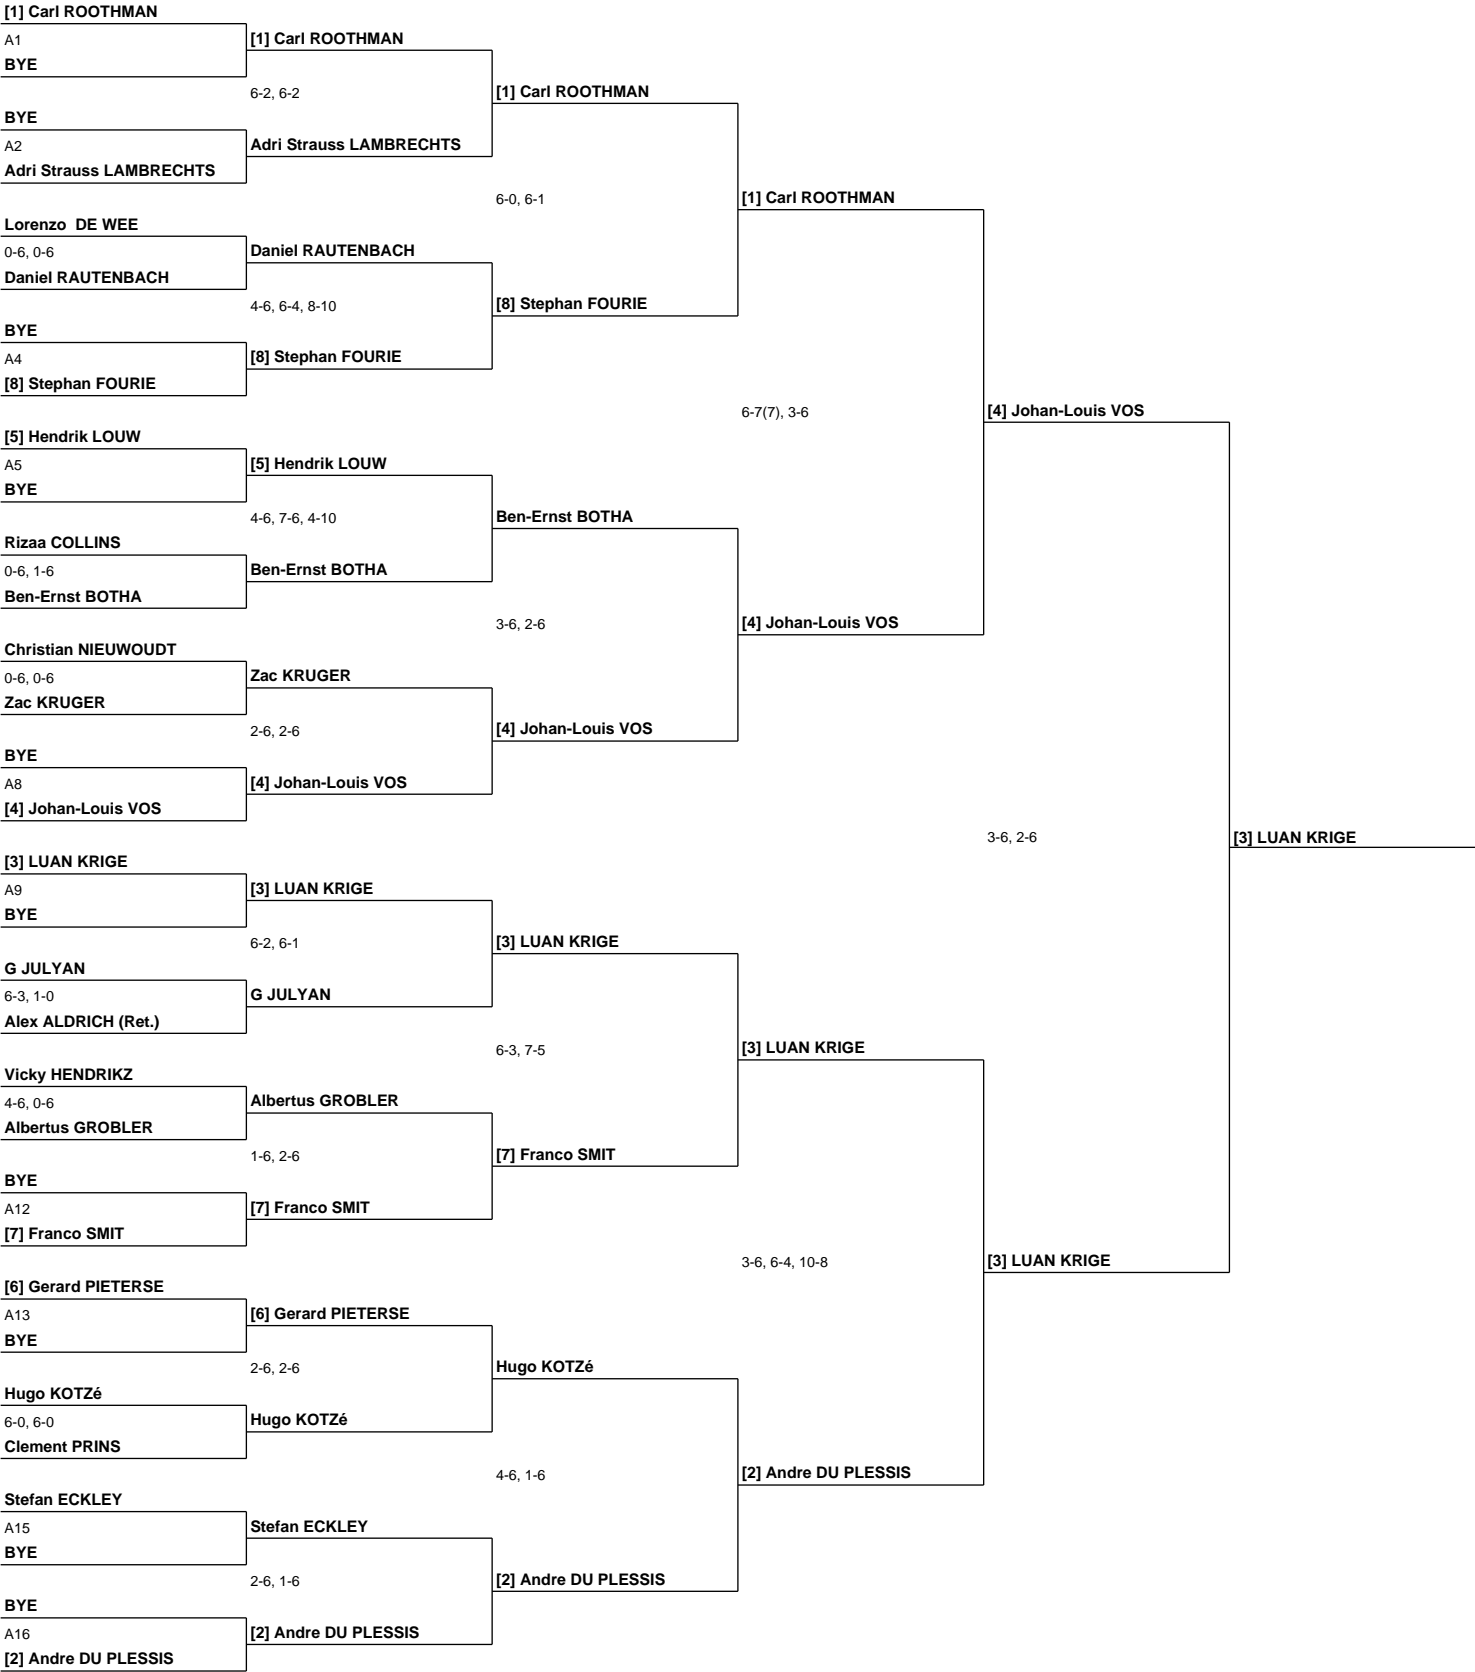 [1] Carl ROOTHMAN
A1
[1] Carl ROOTHMAN
BYE
6-2, 6-2
[1] Carl ROOTHMAN
BYE
A2
Adri Strauss LAMBRECHTS
Adri Strauss LAMBRECHTS
6-0, 6-1
[1] Carl ROOTHMAN
Lorenzo  DE WEE
0-6, 0-6
Daniel RAUTENBACH
Daniel RAUTENBACH
4-6, 6-4, 8-10
[8] Stephan FOURIE
BYE
A4
[8] Stephan FOURIE
[8] Stephan FOURIE
6-7(7), 3-6
[4] Johan-Louis VOS
[5] Hendrik LOUW
A5
[5] Hendrik LOUW
BYE
4-6, 7-6, 4-10
Ben-Ernst BOTHA
Rizaa COLLINS
0-6, 1-6
Ben-Ernst BOTHA
Ben-Ernst BOTHA
3-6, 2-6
[4] Johan-Louis VOS
Christian NIEUWOUDT
0-6, 0-6
Zac KRUGER
Zac KRUGER
2-6, 2-6
[4] Johan-Louis VOS
BYE
A8
[4] Johan-Louis VOS
[4] Johan-Louis VOS
3-6, 2-6
[3] LUAN KRIGE
[3] LUAN KRIGE
A9
[3] LUAN KRIGE
BYE
6-2, 6-1
[3] LUAN KRIGE
G JULYAN
6-3, 1-0
G JULYAN
Alex ALDRICH (Ret.)
6-3, 7-5
[3] LUAN KRIGE
Vicky HENDRIKZ
4-6, 0-6
Albertus GROBLER
Albertus GROBLER
1-6, 2-6
[7] Franco SMIT
BYE
A12
[7] Franco SMIT
[7] Franco SMIT
3-6, 6-4, 10-8
[3] LUAN KRIGE
[6] Gerard PIETERSE
A13
[6] Gerard PIETERSE
BYE
2-6, 2-6
Hugo KOTZé
Hugo KOTZé
6-0, 6-0
Hugo KOTZé
Clement PRINS
4-6, 1-6
[2] Andre DU PLESSIS
Stefan ECKLEY
A15
Stefan ECKLEY
BYE
2-6, 1-6
[2] Andre DU PLESSIS
BYE
A16
[2] Andre DU PLESSIS
[2] Andre DU PLESSIS